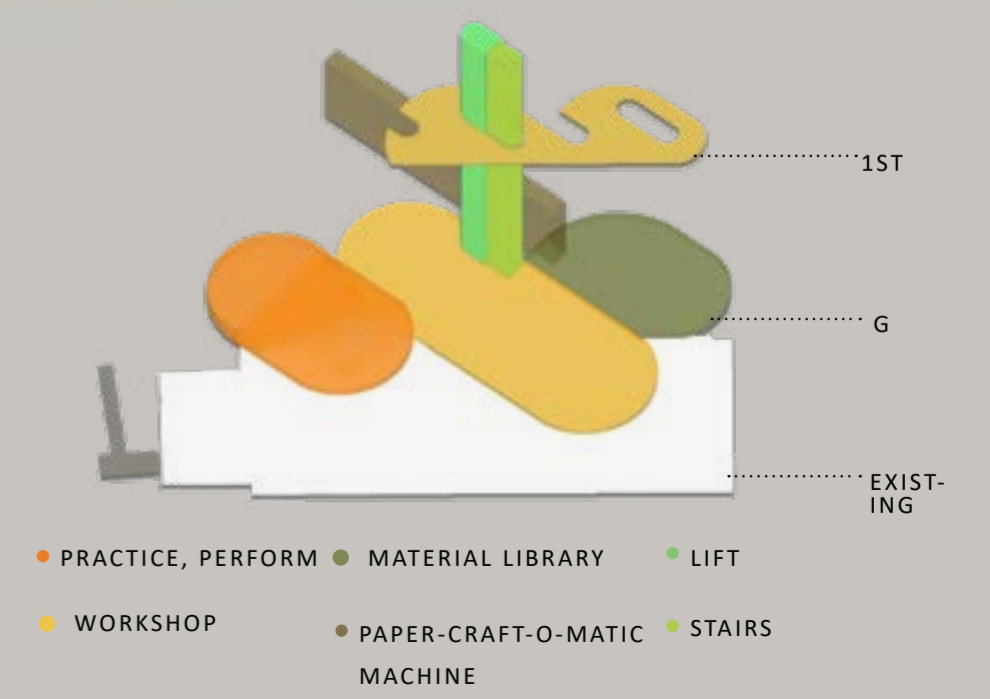 1ST
G
EXIST-
ING
PRACTICE, PERFORM
MATERIAL LIBRARY
LIFT
WORKSHOP
PAPER-CRAFT-O-MATIC
MACHINE
STAIRS